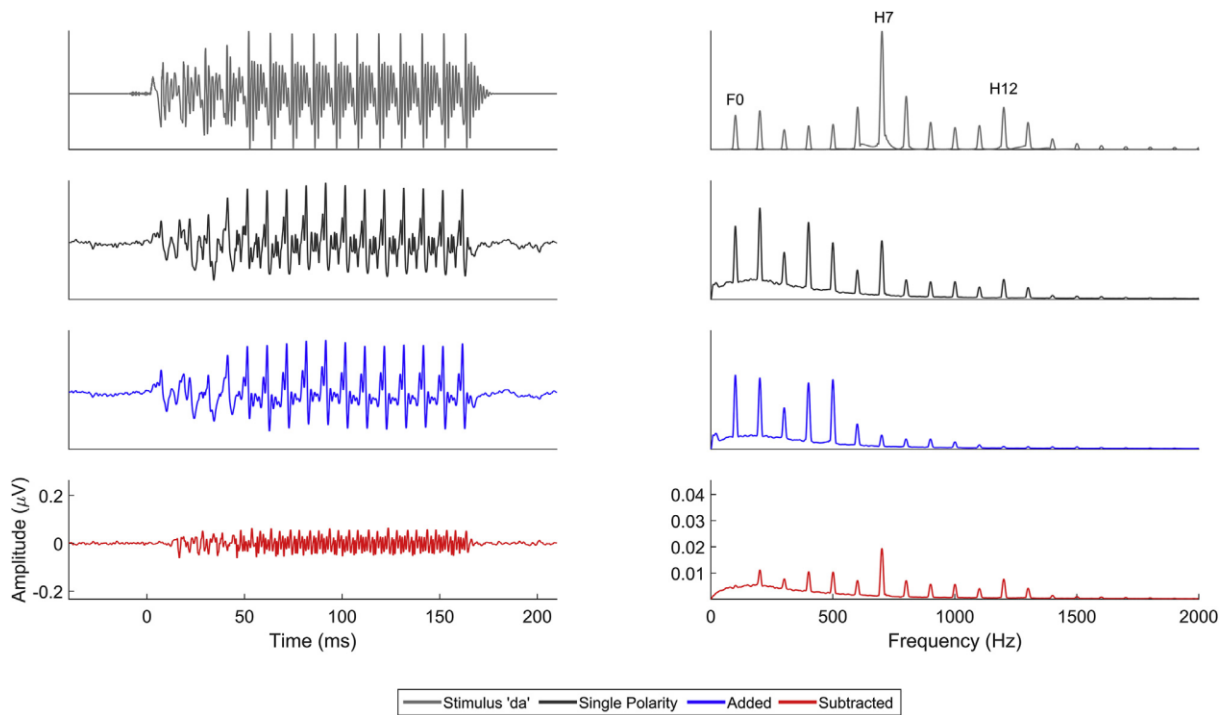 H7
F0
H12
Amplitude (μV)
0.2
0
-0.2
0
50
100
150
200
Time (ms)
0.04
0.03
0.02
0.01
0
500
1000
1500
2000
Frequency (Hz)
Stimulus 'da' Single Polarity Added Subtracted